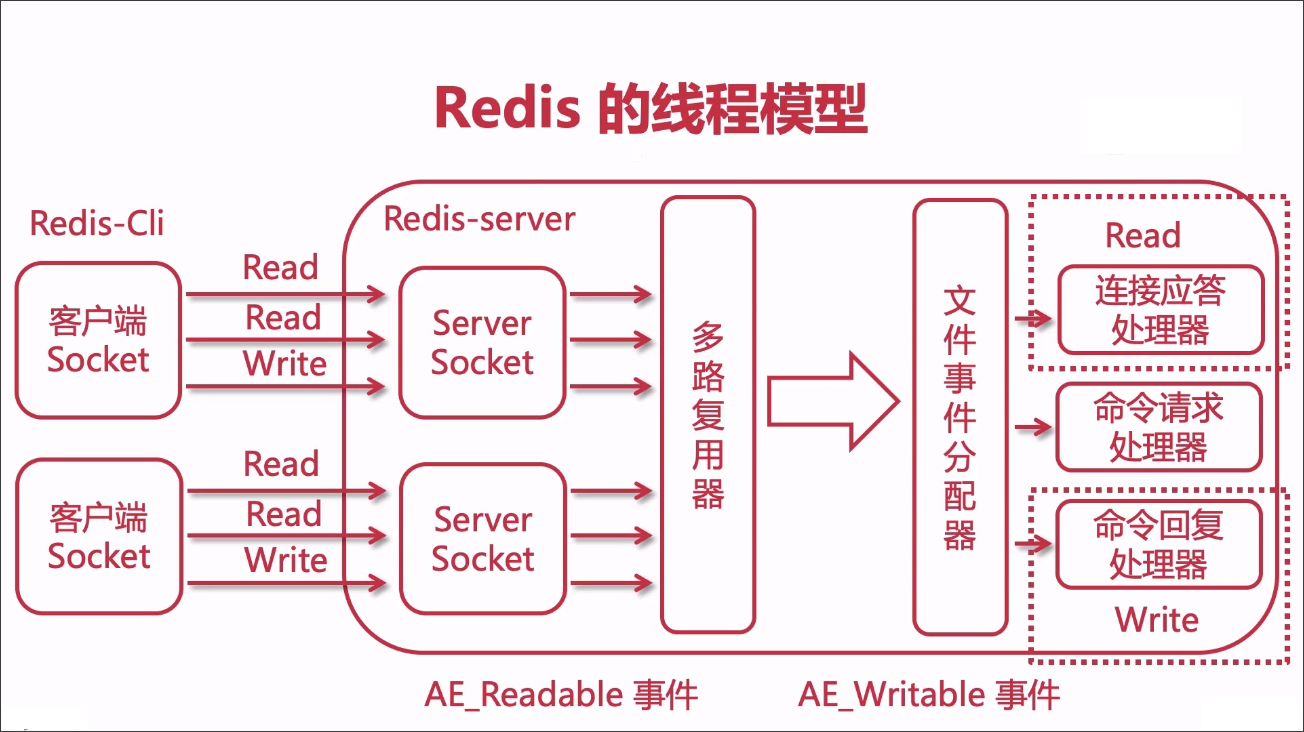 Redis 的线程模型
Redis-Cli
Redis-server
客户端
Socket
Read
Read
Write
Server
Socket
客户端
Socket
Read
Read
Write
Server
Socket
多路复用器
文件事件分配器
Read
连接应答
处理器
命令请求
处理器
命令回复
处理器
Write
AE_Readable 事件
AE_Writable 事件